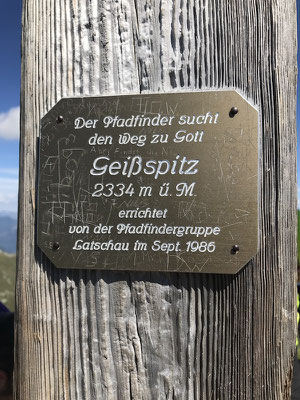 Der Pfadfinder sucht
den Weg zu Gott
Geißspitz
2334 m ü. M.
errichtet
von der Pfadfindergruppe
Latschau im Sept. 1986